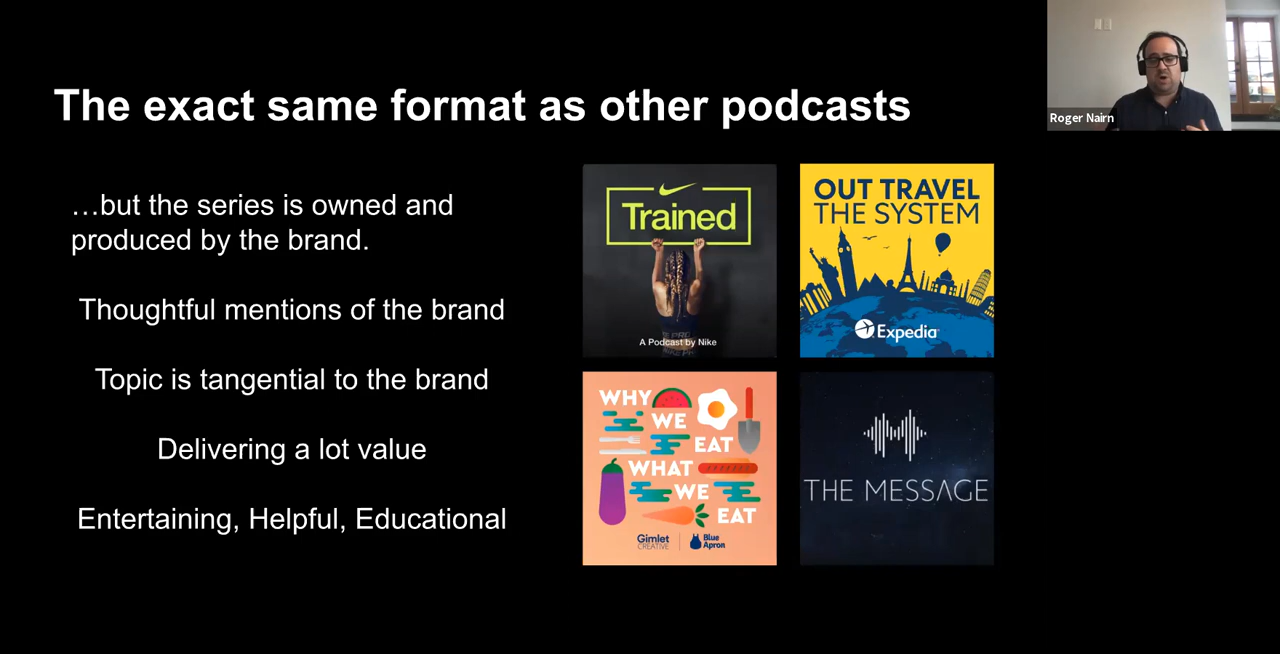 The exact same format as other podcasts
Roger Nairn
…but the series is owned and
produced by the brand.
Thoughtful mentions of the brand
Topic is tangential to the brand
Delivering a lot value
Entertaining, Helpful, Educational
Trained
A Podcast by Nike
OUT TRAVEL
THE SYSTEM
Expedia
WHY
WE
EAT
WHAT
WE
EAT
Gimlet
CREATIVE
Blue
Apron
THE MESSAGE